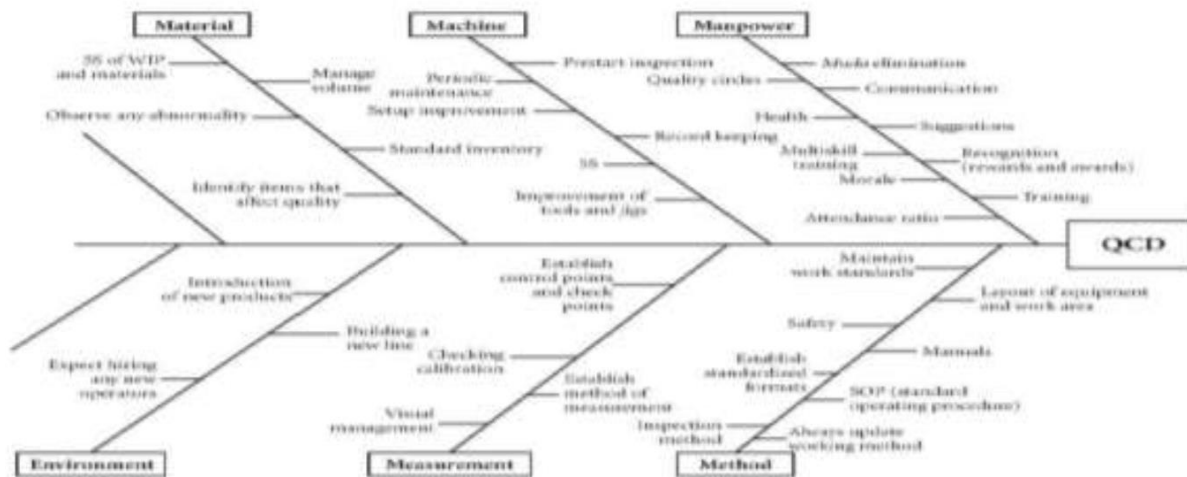 Material
Machine
Manpower
5S of WIP
and materials
Manage
volume
Observe any abnormality
Standard inventory
Identify items that
affect quality
Prestart inspection
Periodic
maintenance
Setup improvement
Record keeping
5S
Improvement of
tools and jigs
Muda elimination
Quality circles
Communication
Health
Suggestions
Multiskill
training
Recognition
(rewards and awards)
Morale
Training
Attendance ratio
QCD
Introduction
of new products
Building a
new line
Expect hiring
any new
operators
Establish
control points
and check
points
Checking
calibration
Establish
method of
measurement
Visual
management
Maintain
work standards
Layout of equipment
and work area
Safety
Manuals
Establish
standardized
formats
SOP (standard
operating procedure)
Inspection
method
Always update
working method
Environment
Measurement
Method